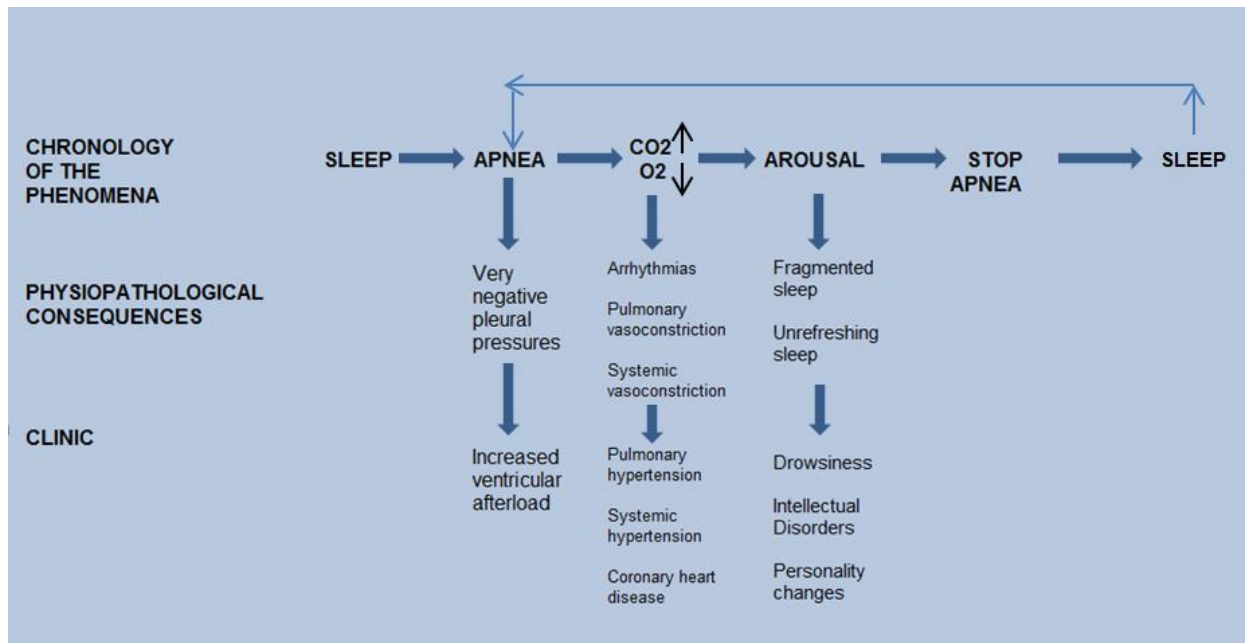 CHRONOLOGY
OF THE
PHENOMENA
SLEEP
APNEA
CO2
O2
AROUSAL
STOP
APNEA
SLEEP
PHYSIOPATHOLOGICAL
CONSEQUENCES
Very
negative
pleural
pressures
Arrhythmias
Pulmonary
vasoconstriction
Systemic
vasoconstriction
Fragmented
sleep
Unrefreshing
sleep
CLINIC
Increased
ventricular
afterload
Pulmonary
hypertension
Systemic
hypertension
Coronary heart
disease
Drowsiness
Intellectual
Disorders
Personality
changes